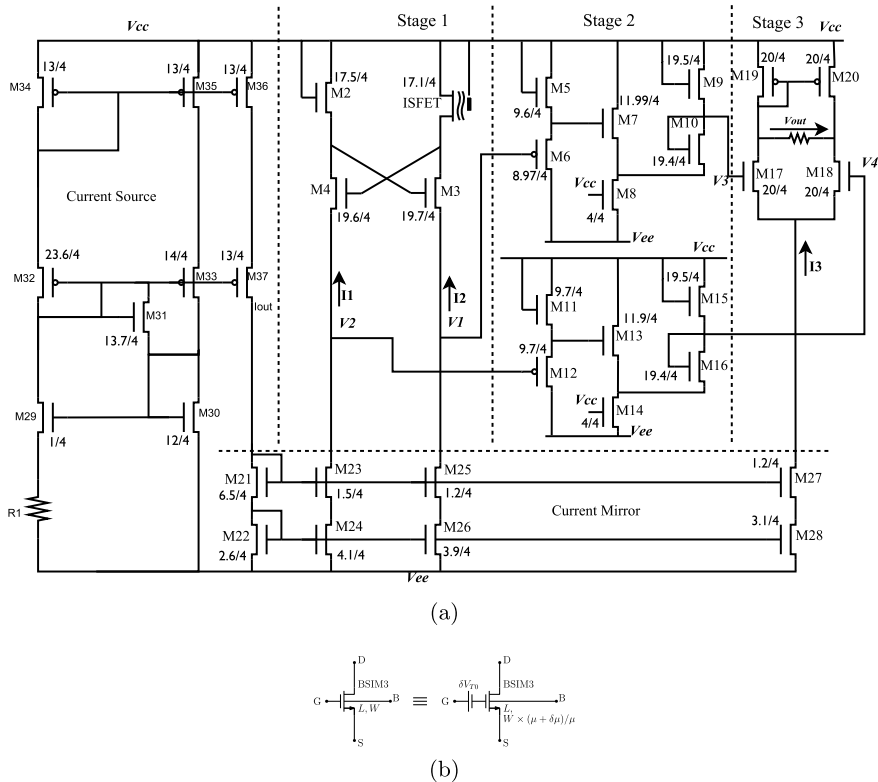 Vcc
Stage 1
Stage 2
Stage 3
Vcc
13/4
13/4
13/4
M34
M35
M36
17.5/4
M2
17.1/4
ISFET
M5
9.6/4
11.99/4
M7
19.5/4
M9
M10
20/4
M19
20/4
M20
Vout
M6
8.97/4
19.4/4
Vcc
M8
4/4
Vee
V3
M17
20/4
M18
20/4
V4
Current Source
M4
19.6/4
M3
19.7/4
23.6/4
14/4
13/4
M32
M33
M37
Iout
M31
13.7/4
I1
V2
I2
V1
Vcc
9.7/4
M11
11.9/4
M13
19.5/4
M15
I3
9.7/4
M12
M16
19.4/4
Vcc
M14
4/4
Vee
M29
1/4
M30
12/4
R1
M21
6.5/4
M23
1.5/4
M25
1.2/4
1.2/4
M27
Current Mirror
M22
2.6/4
M24
4.1/4
M26
3.9/4
3.1/4
M28
Vee
(a)
D
BSIM3
G
B
L, W
S
≡
D
δV_{T0}
BSIM3
G
B
L,
W × (μ + δμ)/μ
S
(b)